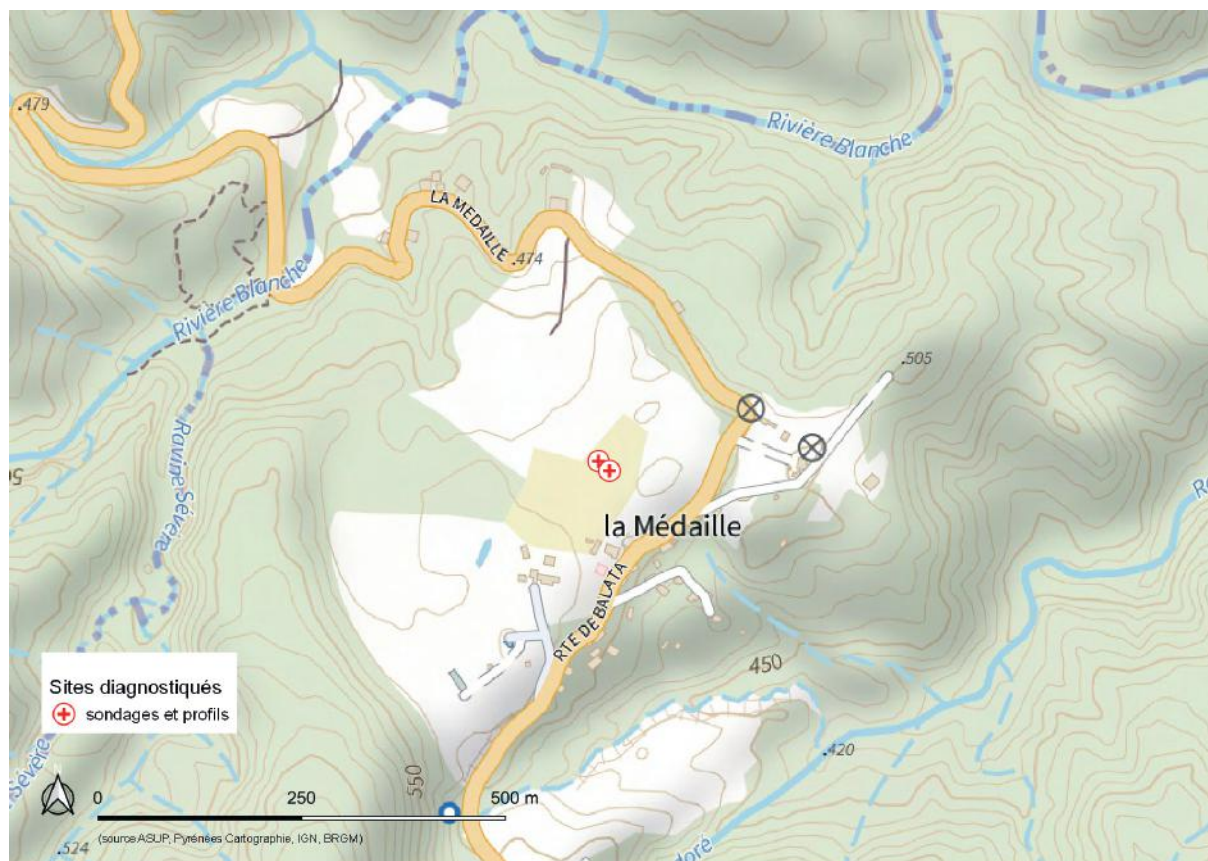 .479
Rivière Blanche
LA MEDAILLE
.474
Rivière Blanche
.505
Ravine Sévère
la Médaille
RTE DE BALATA
450
Sites diagnostiqués
sondages et profils
.420
550
0 250 500 m
(source ASUP, Pyrénées Cartographie, IGN, BRGM)
.524